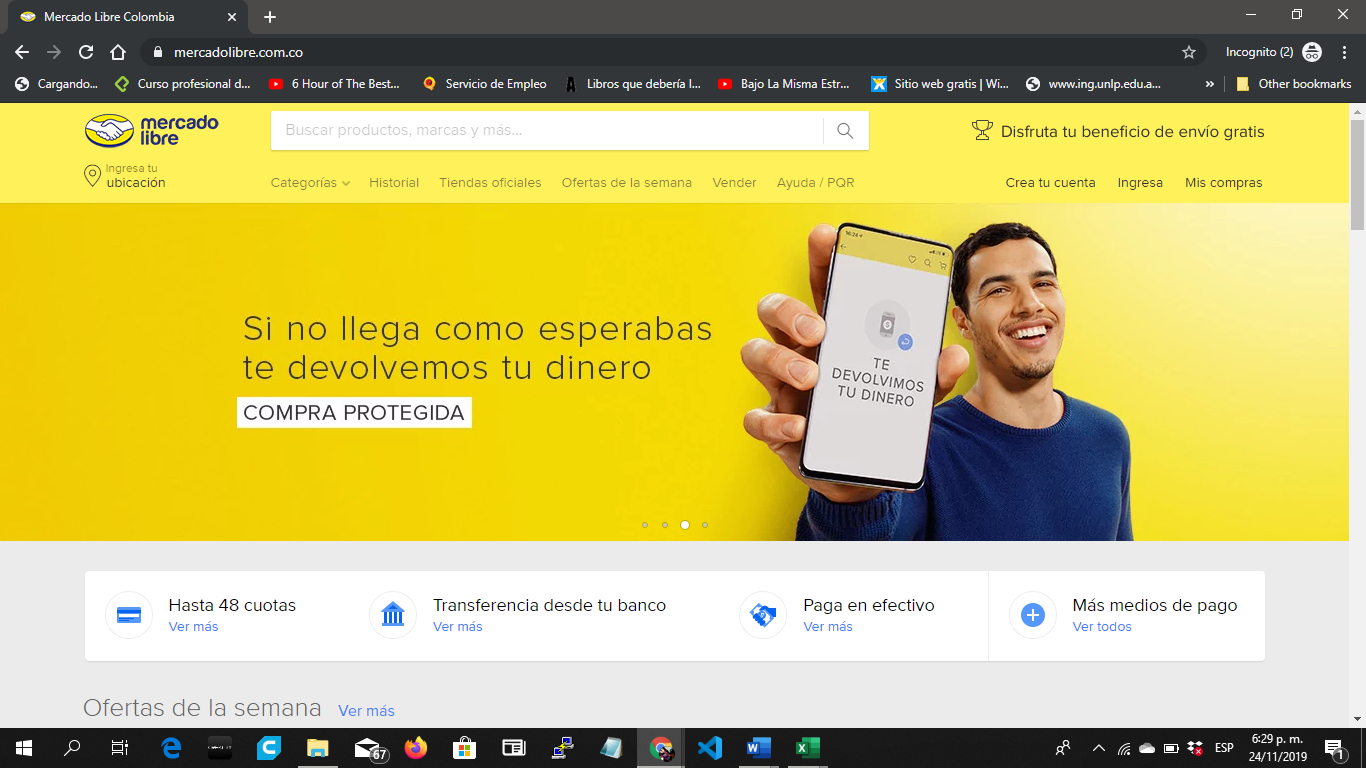 Mercado Libre Colombia
mercadolibre.com.co
Incognito (2)
Cargando...
Curso profesional d...
6 Hour of The Best...
Servicio de Empleo
Libros que debería l...
Bajo La Misma Estr...
Sitio web gratis | Wi...
www.ing.unlp.edu.a...
»
Other bookmarks
mercado
libre
Buscar productos, marcas y más...
Disfruta tu beneficio de envío gratis
Ingresa tu
ubicación
Categorías
Historial
Tiendas oficiales
Ofertas de la semana
Vender
Ayuda / PQR
Crea tu cuenta
Ingresa
Mis compras
Si no llega como esperabas
te devolvemos tu dinero
COMPRA PROTEGIDA
16:24
TE
DEVOLVIMOS
TU DINERO
Hasta 48 cuotas
Ver más
Transferencia desde tu banco
Ver más
Paga en efectivo
Ver más
Más medios de pago
Ver todos
Ofertas de la semana
Ver más
67
ESP
6:29 p. m.
24/11/2019
1